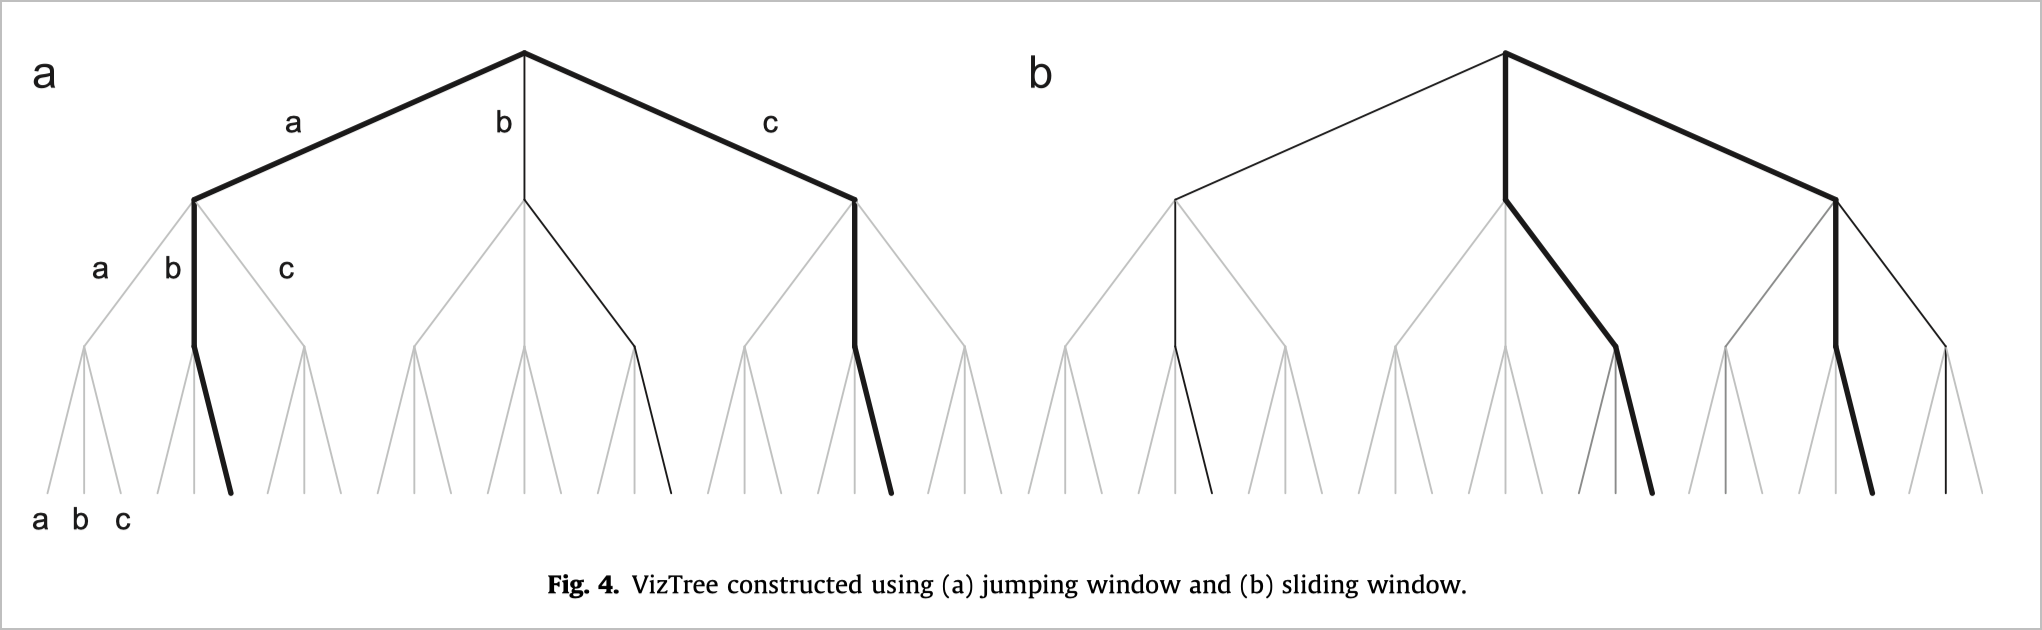 a
b
a
b
c
a
b
c
a b c
Fig. 4. VizTree constructed using (a) jumping window and (b) sliding window.